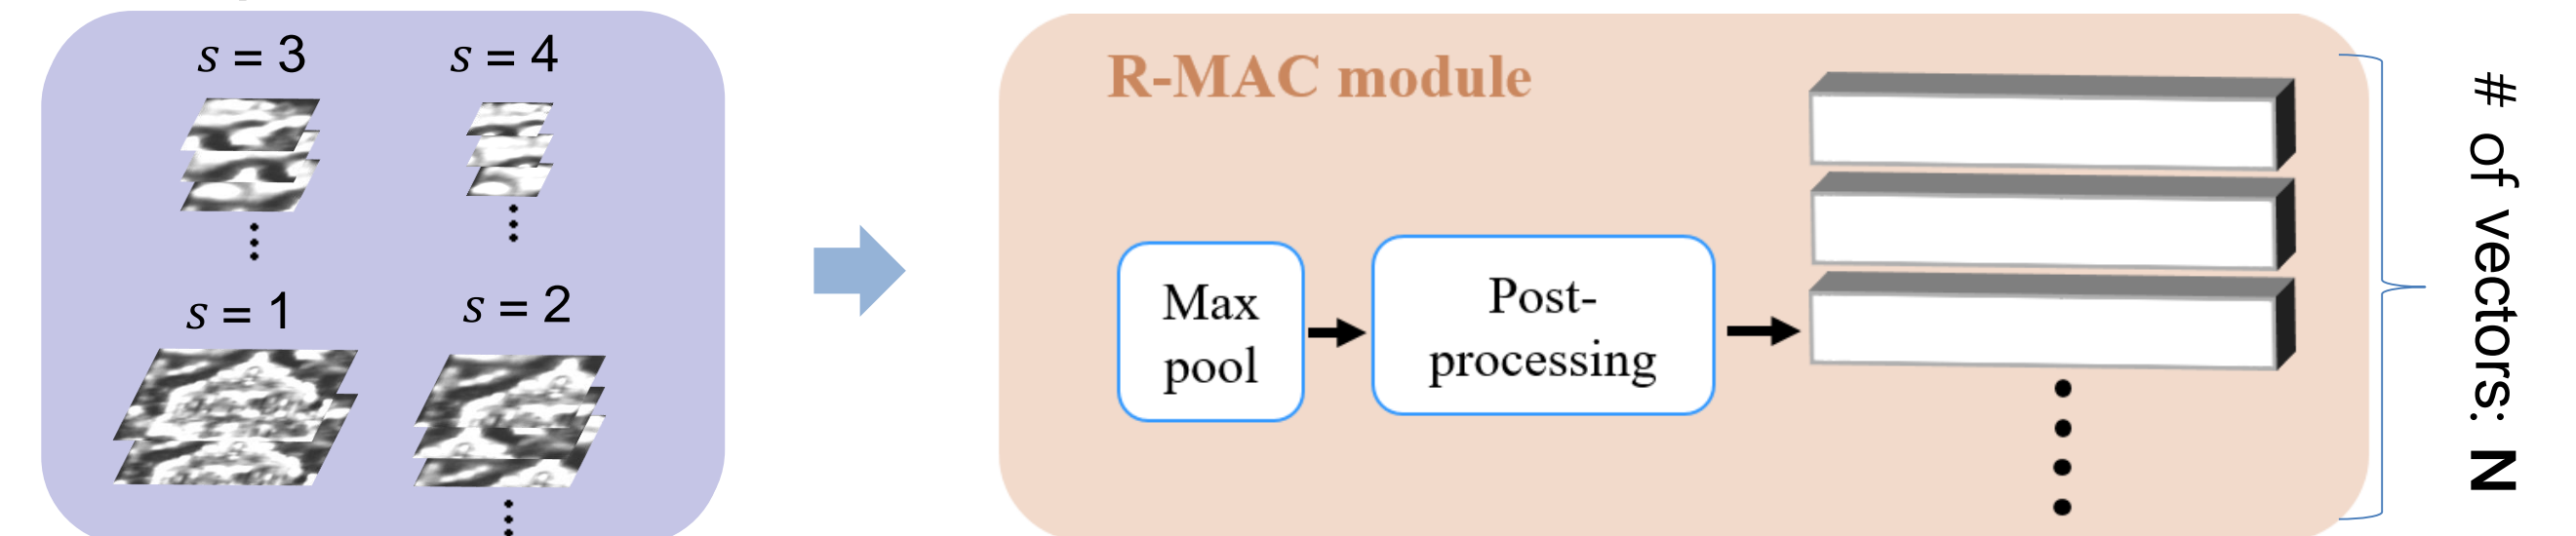 s = 3
s = 4
s = 1
s = 2
R-MAC module
Max
pool
Post-
processing
# of vectors: N